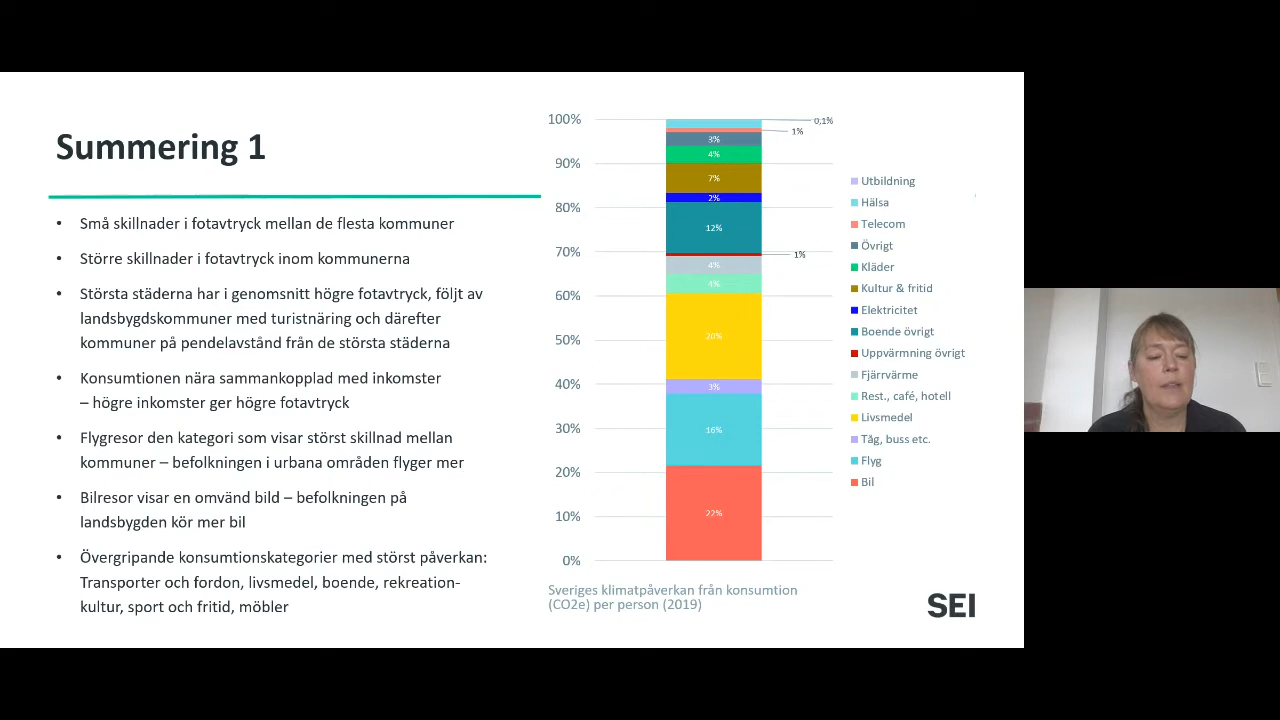 Summering 1
• Små skillnader i fotavtryck mellan de flesta kommuner
• Större skillnader i fotavtryck inom kommunerna
• Största städerna har i genomsnitt högre fotavtryck, följt av
landsbygdskommuner med turistnäring och därefter
kommuner på pendelavstånd från de största städerna
• Konsumtionen nära sammankopplad med inkomster
– högre inkomster ger högre fotavtryck
• Flygresor den kategori som visar störst skillnad mellan
kommuner – befolkningen i urbana områden flyger mer
• Bilresor visar en omvänd bild – befolkningen på
landsbygden kör mer bil
• Övergripande konsumtionskategorier med störst påverkan:
Transporter och fordon, livsmedel, boende, rekreation-
kultur, sport och fritid, möbler
100%
90%
80%
70%
60%
50%
40%
30%
20%
10%
0%
0,1%
1%
3%
4%
7%
2%
12%
1%
4%
4%
20%
3%
16%
22%
Utbildning
Hälsa
Telecom
Övrigt
Kläder
Kultur & fritid
Elektricitet
Boende övrigt
Uppvärmning övrigt
Fjärrvärme
Rest., café, hotell
Livsmedel
Tåg, buss etc.
Flyg
Bil
Sveriges klimatpåverkan från konsumtion
(CO2e) per person (2019)
SEI